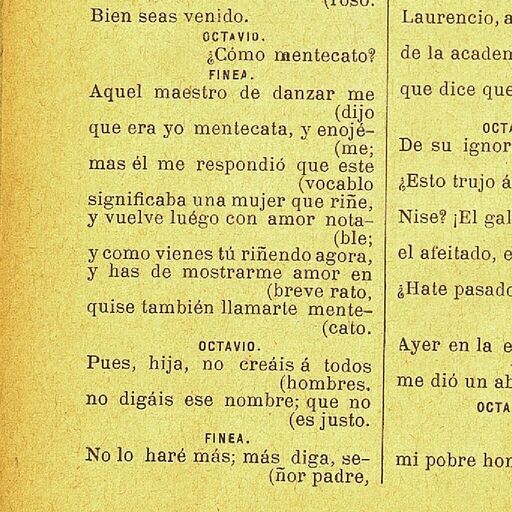 (roso.
Bien seas venido.
OCTAVIO.
¿Cómo mentecato?
FINEA.
Aquel maestro de danzar me
(dijo
que era yo mentecata, y enojé-
(me;
mas él me respondió que este
(vocablo
significaba una mujer que riñe,
y vuelve luégo con amor nota-
(ble;
y como vienes tú riñendo agora,
y has de mostrarme amor en
(breve rato,
quise también llamarte mente-
(cato.
OCTAVIO.
Pues, hija, no creáis á todos
(hombres.
no digáis ese nombre; que no
(es justo.
FINEA.
No lo haré más; más diga, se-
(ñor padre,
Laurencio, a
de la academ
que dice que
OCTA
De su ignor
¿Esto trujo á
Nise? ¡El gal
el afeitado, e
¿Hate pasado
Ayer en la e
me dió un ab
OCTA
mi pobre hon